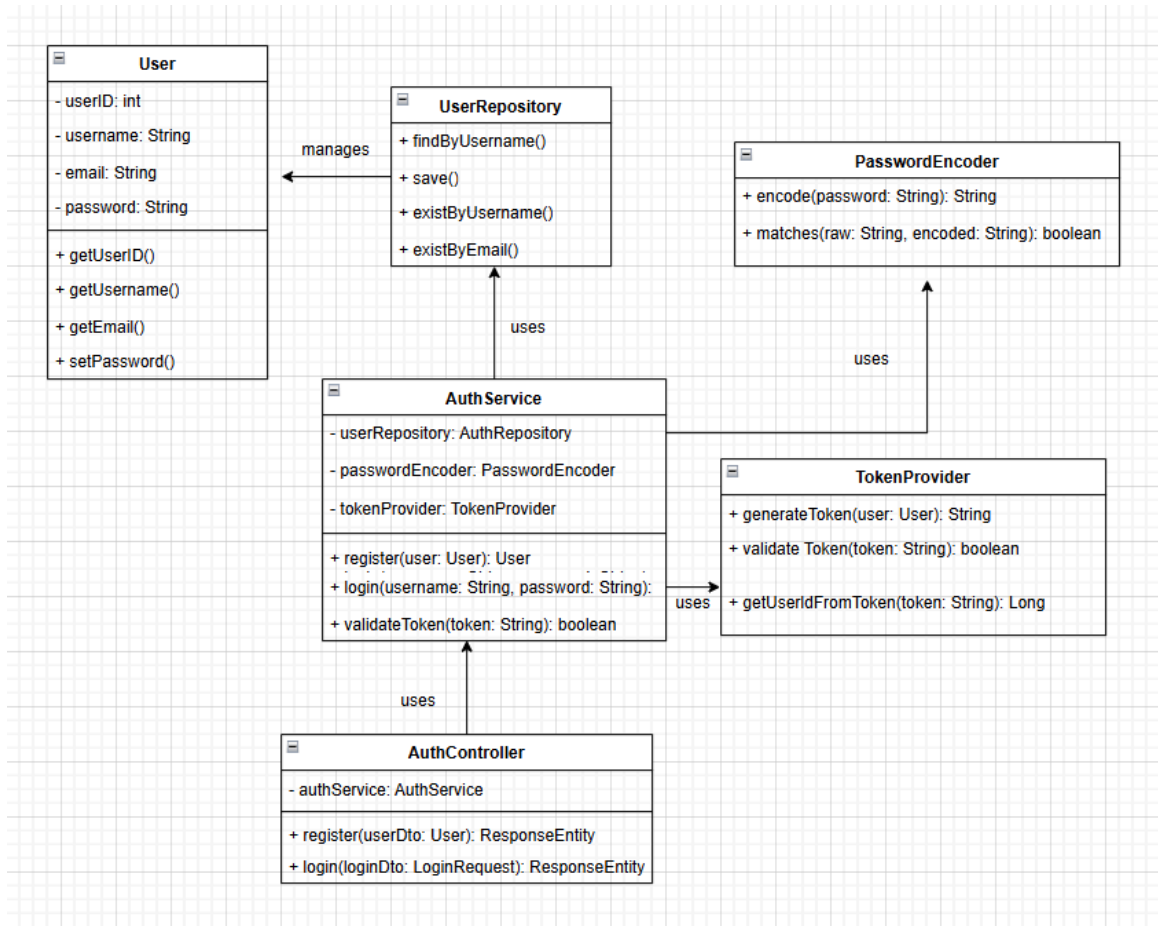 User
- userID: int
- username: String
- email: String
- password: String
+ getUserID()
+ getUsername()
+ getEmail()
+ setPassword()
manages
UserRepository
+ findByUsername()
+ save()
+ existByUsername()
+ existByEmail()
PasswordEncoder
+ encode(password: String): String
+ matches(raw: String, encoded: String): boolean
uses
uses
AuthService
- userRepository: AuthRepository
- passwordEncoder: PasswordEncoder
- tokenProvider: TokenProvider
+ register(user: User): User
+ login(username: String, password: String):
+ validateToken(token: String): boolean
uses
TokenProvider
+ generateToken(user: User): String
+ validate Token(token: String): boolean
+ getUserIdFromToken(token: String): Long
uses
AuthController
- authService: AuthService
+ register(userDto: User): ResponseEntity
+ login(loginDto: LoginRequest): ResponseEntity